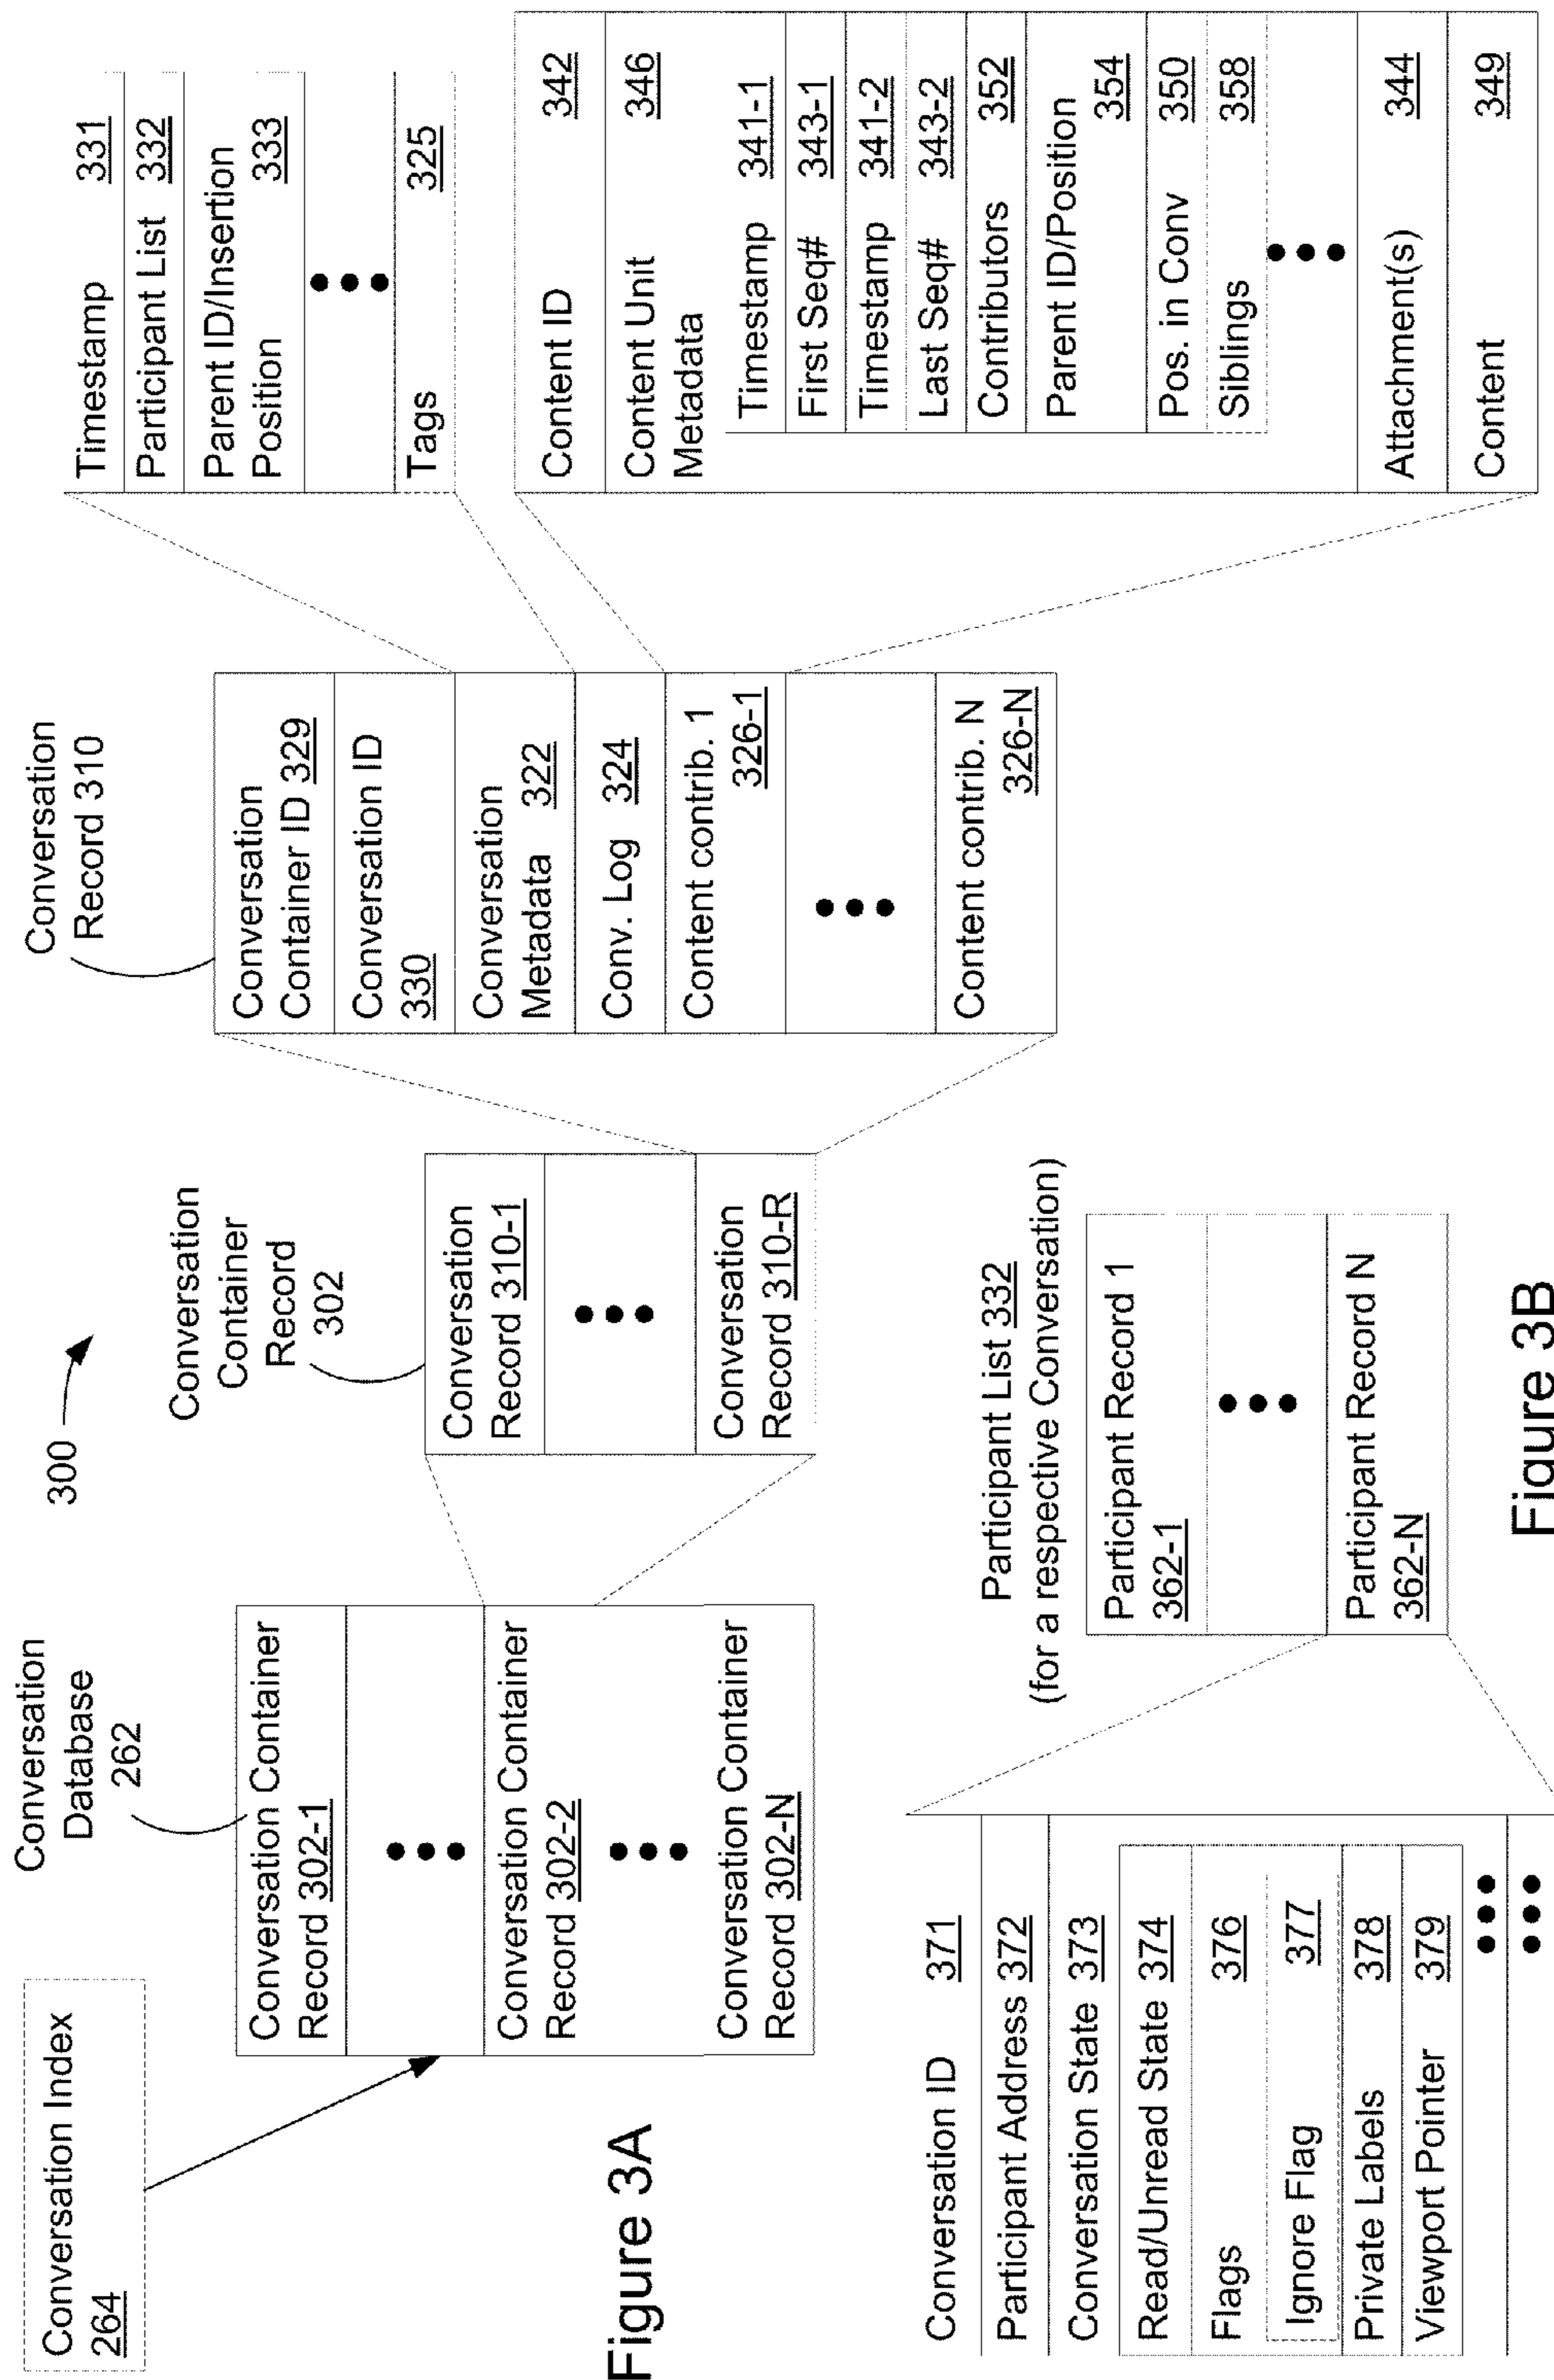 300
Conversation Index
264
Conversation
Database
262
Conversation Container
Record 302-1
Conversation Container
Record 302-2
Conversation Container
Record 302-N
Conversation
Container
Record
302
Conversation
Record 310-1
Conversation
Record 310-R
Conversation
Record 310
Conversation
Container ID 329
Conversation ID
330
Conversation
Metadata 322
Conv. Log 324
Content contrib. 1
326-1
Content contrib. N
326-N
Timestamp 331
Participant List 332
Parent ID/Insertion
Position 333
Tags 325
Content ID 342
Content Unit 346
Metadata
Timestamp 341-1
First Seq# 343-1
Timestamp 341-2
Last Seq# 343-2
Contributors 352
Parent ID/Position
354
Pos. in Conv 350
Siblings 358
Attachment(s) 344
Content 349
Figure 3A
Conversation ID 371
Participant Address 372
Conversation State 373
Read/Unread State 374
Flags 376
Ignore Flag 377
Private Labels 378
Viewport Pointer 379
Participant List 332
(for a respective Conversation)
Participant Record 1
362-1
Participant Record N
362-N
Figure 3B